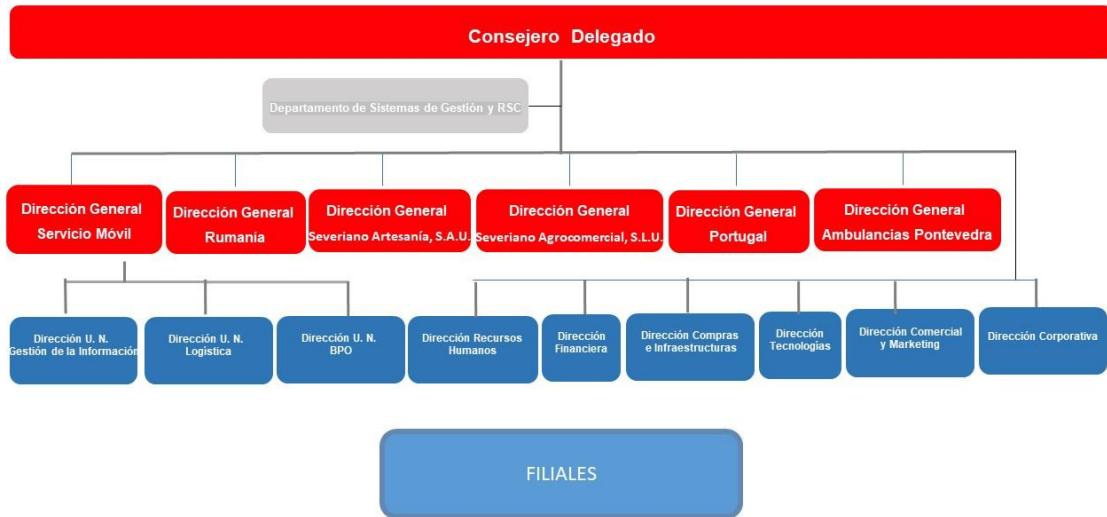 Consejero Delegado
Departamento de Sistemas de Gestión y RSC
Dirección General
Servicio Móvil
Dirección General
Rumanía
Dirección General
Severiano Artesanía, S.A.U.
Dirección General
Severiano Agrocomercial, S.L.U.
Dirección General
Portugal
Dirección General
Ambulancias Pontevedra
Dirección U. N.
Gestión de la Información
Dirección U. N.
Logística
Dirección U. N.
BPO
Dirección Recursos
Humanos
Dirección
Financiera
Dirección Compras
e Infraestructuras
Dirección
Tecnologías
Dirección Comercial
y Marketing
Dirección Corporativa
FILIALES